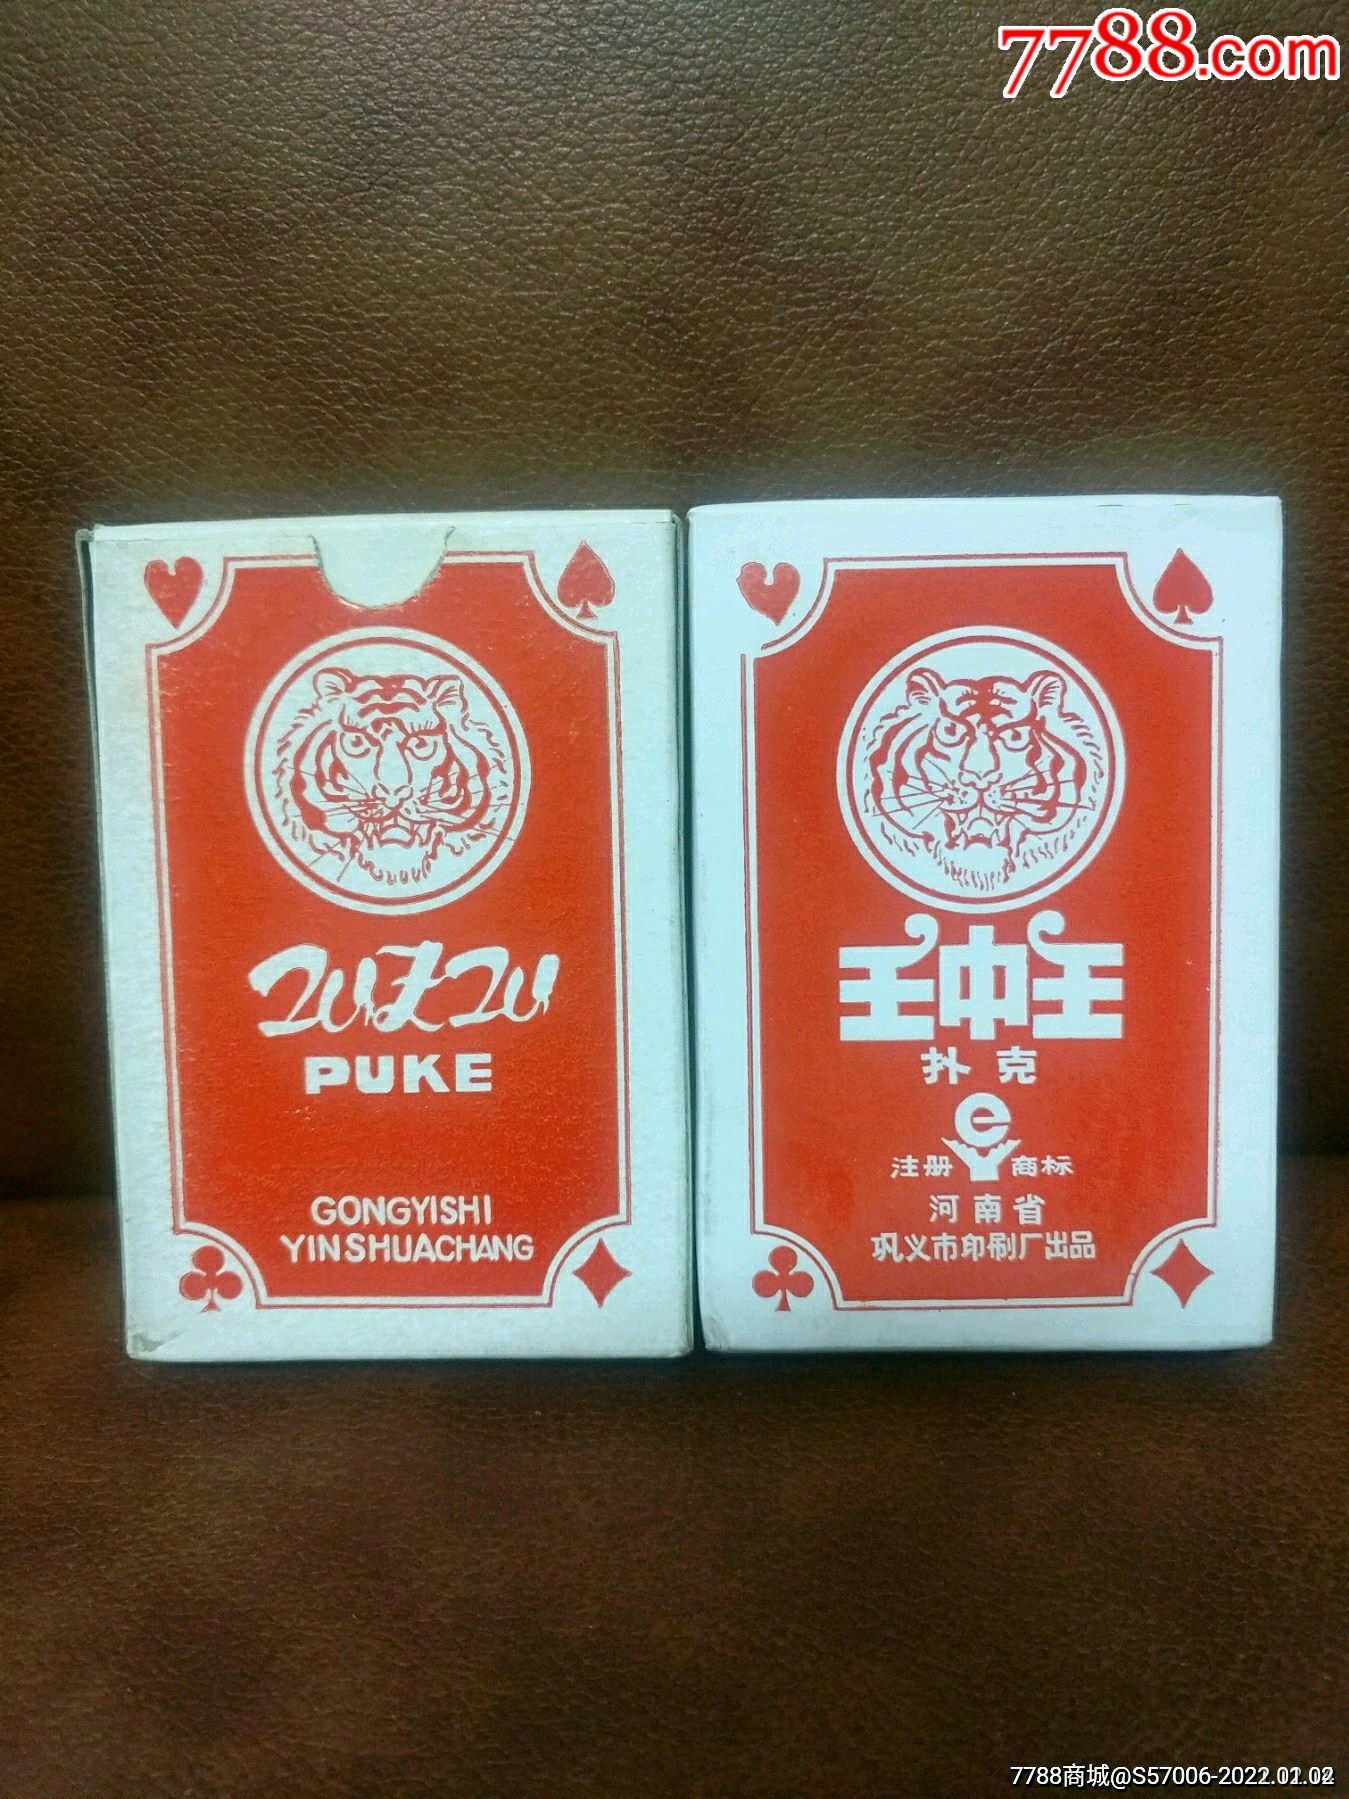 7788.com
PUKE
GONGYISHI
YINSHUACHANG
王中王
扑克
注册 商标
河南省
巩义市印刷厂出品
7788商城@S57006-2022.01.02